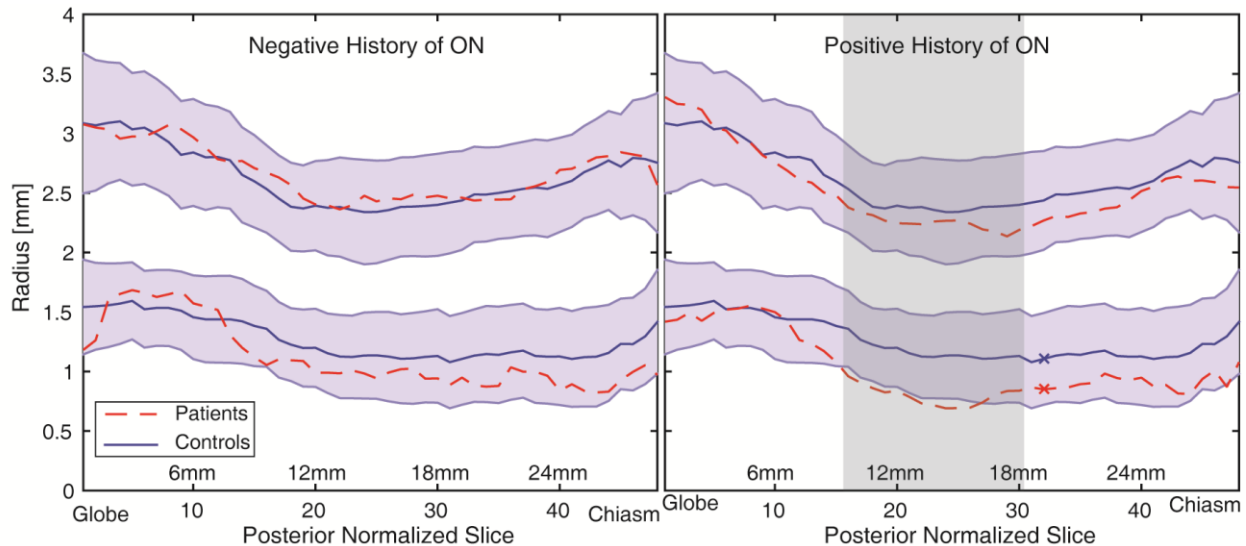 Negative History of ON
Positive History of ON
Radius [mm]
4
3.5
3
2.5
2
1.5
1
0.5
0
Patients
Controls
6mm 12mm 18mm 24mm
6mm 12mm 18mm 24mm
Globe 10 20 30 40 Chiasm
Globe 10 20 30 40 Chiasm
Posterior Normalized Slice
Posterior Normalized Slice